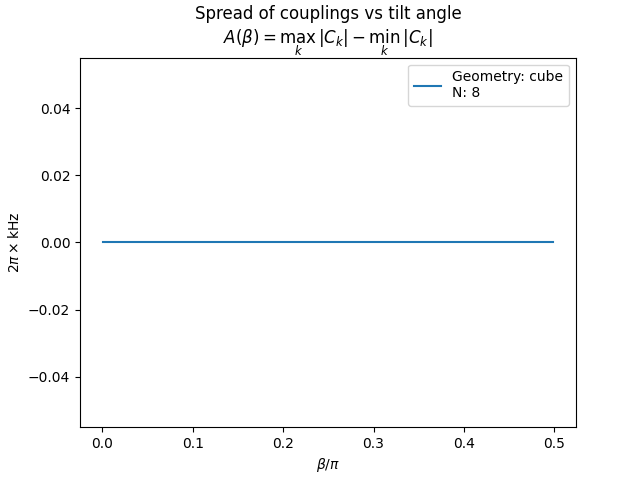 Spread of couplings vs tilt angle
A(β) = max_k |C_k| − min_k |C_k|
Geometry: cube
N: 8
0.04
0.02
0.00
−0.02
−0.04
2π × kHz
0.0 0.1 0.2 0.3 0.4 0.5
β/π